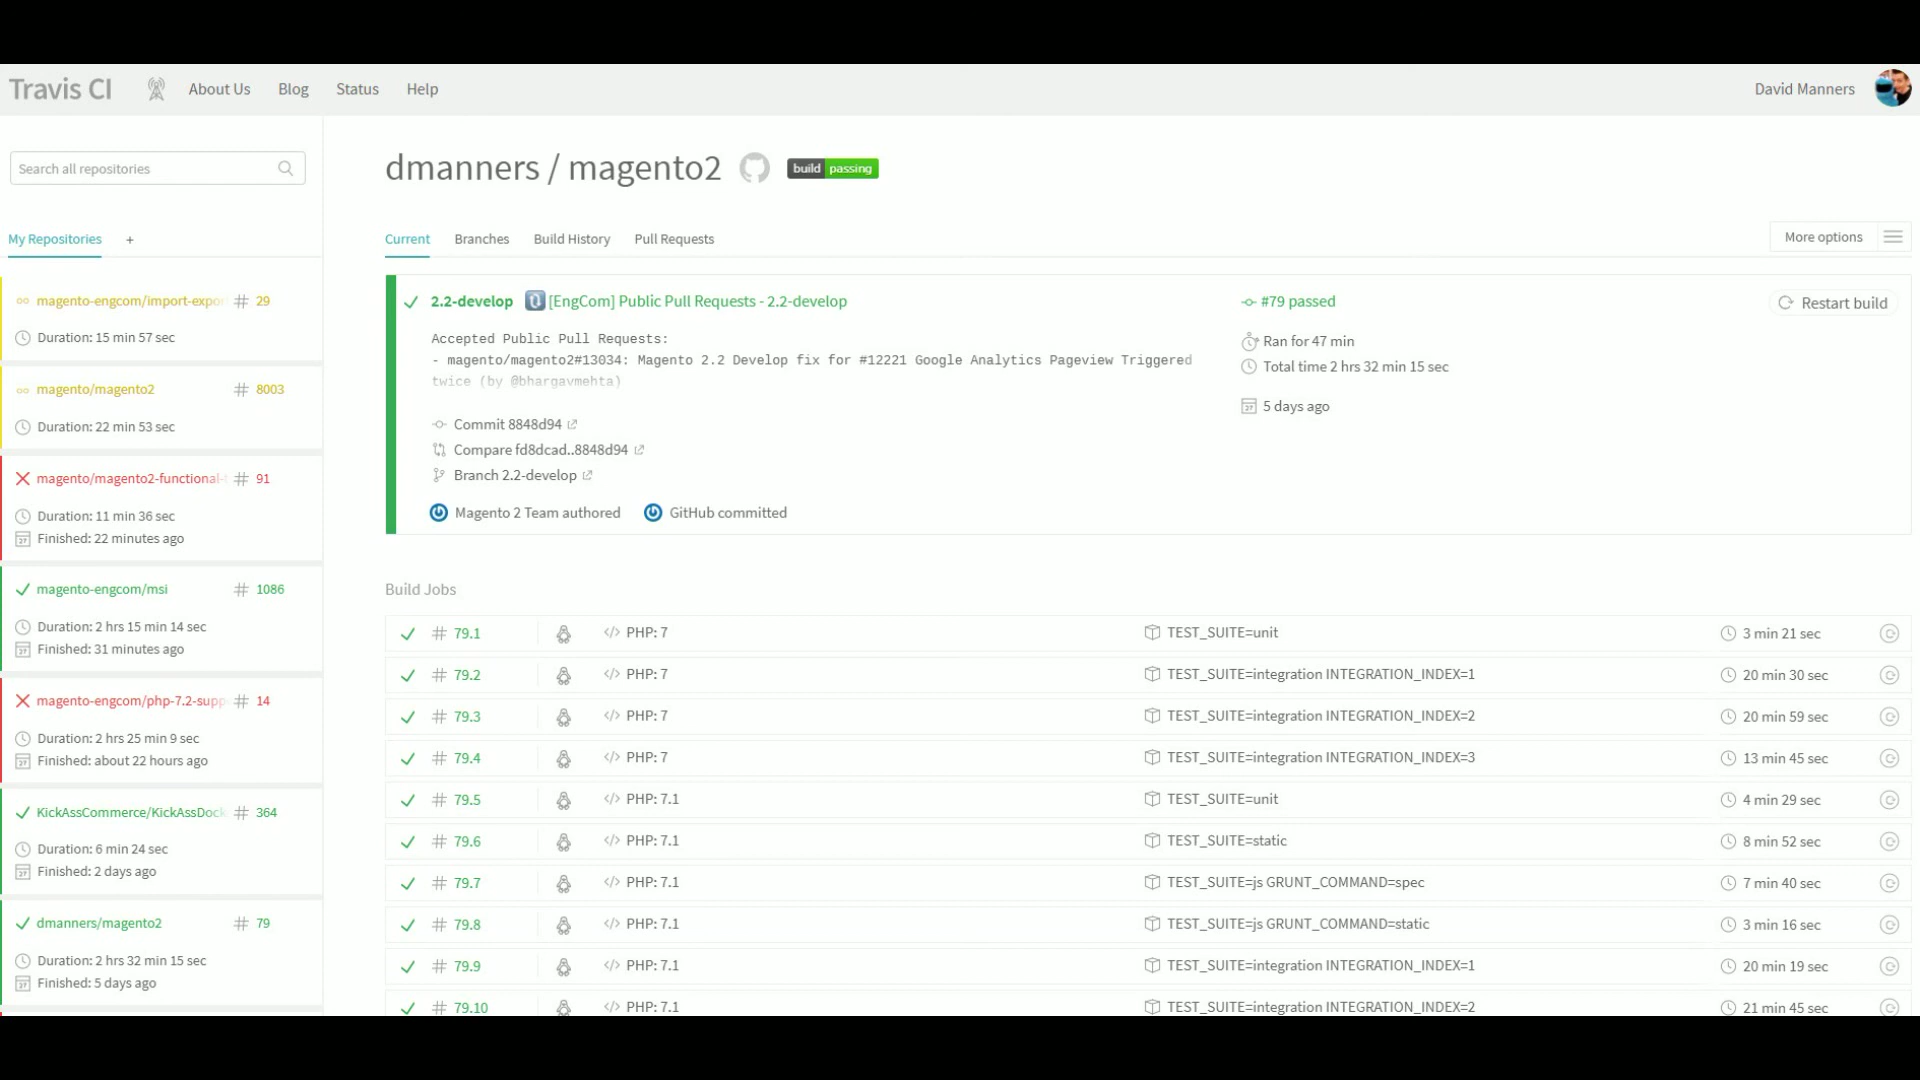 Travis CI About Us Blog Status Help David Manners
Search all repositories
My Repositories +
magento-engcom/import-expor # 29
Duration: 15 min 57 sec
magento/magento2 # 8003
Duration: 22 min 53 sec
magento/magento2-functional- # 91
Duration: 11 min 36 sec
Finished: 22 minutes ago
magento-engcom/msi # 1086
Duration: 2 hrs 15 min 14 sec
Finished: 31 minutes ago
magento-engcom/php-7.2-supp # 14
Duration: 2 hrs 25 min 9 sec
Finished: about 22 hours ago
KickAssCommerce/KickAssDock # 364
Duration: 6 min 24 sec
Finished: 2 days ago
dmanners/magento2 # 79
Duration: 2 hrs 32 min 15 sec
Finished: 5 days ago
dmanners / magento2 build passing
Current Branches Build History Pull Requests More options
2.2-develop [EngCom] Public Pull Requests - 2.2-develop
Accepted Public Pull Requests:
- magento/magento2#13034: Magento 2.2 Develop fix for #12221 Google Analytics Pageview Triggered
twice (by @bhargavmehta)
Commit 8848d94
Compare fd8dcad..8848d94
Branch 2.2-develop
Magento 2 Team authored GitHub committed
#79 passed
Ran for 47 min
Total time 2 hrs 32 min 15 sec
5 days ago
Restart build
Build Jobs
# 79.1 </> PHP: 7 TEST_SUITE=unit 3 min 21 sec
# 79.2 </> PHP: 7 TEST_SUITE=integration INTEGRATION_INDEX=1 20 min 30 sec
# 79.3 </> PHP: 7 TEST_SUITE=integration INTEGRATION_INDEX=2 20 min 59 sec
# 79.4 </> PHP: 7 TEST_SUITE=integration INTEGRATION_INDEX=3 13 min 45 sec
# 79.5 </> PHP: 7.1 TEST_SUITE=unit 4 min 29 sec
# 79.6 </> PHP: 7.1 TEST_SUITE=static 8 min 52 sec
# 79.7 </> PHP: 7.1 TEST_SUITE=js GRUNT_COMMAND=spec 7 min 40 sec
# 79.8 </> PHP: 7.1 TEST_SUITE=js GRUNT_COMMAND=static 3 min 16 sec
# 79.9 </> PHP: 7.1 TEST_SUITE=integration INTEGRATION_INDEX=1 20 min 19 sec
# 79.10 </> PHP: 7.1 TEST_SUITE=integration INTEGRATION_INDEX=2 21 min 45 sec